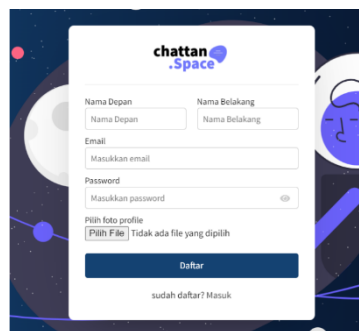 chattan
.Space
Nama Depan Nama Belakang
Nama Depan Nama Belakang
Email
Masukkan email
Password
Masukkan password
Pilih foto profile
Pilih File Tidak ada file yang dipilih
Daftar
sudah daftar? Masuk